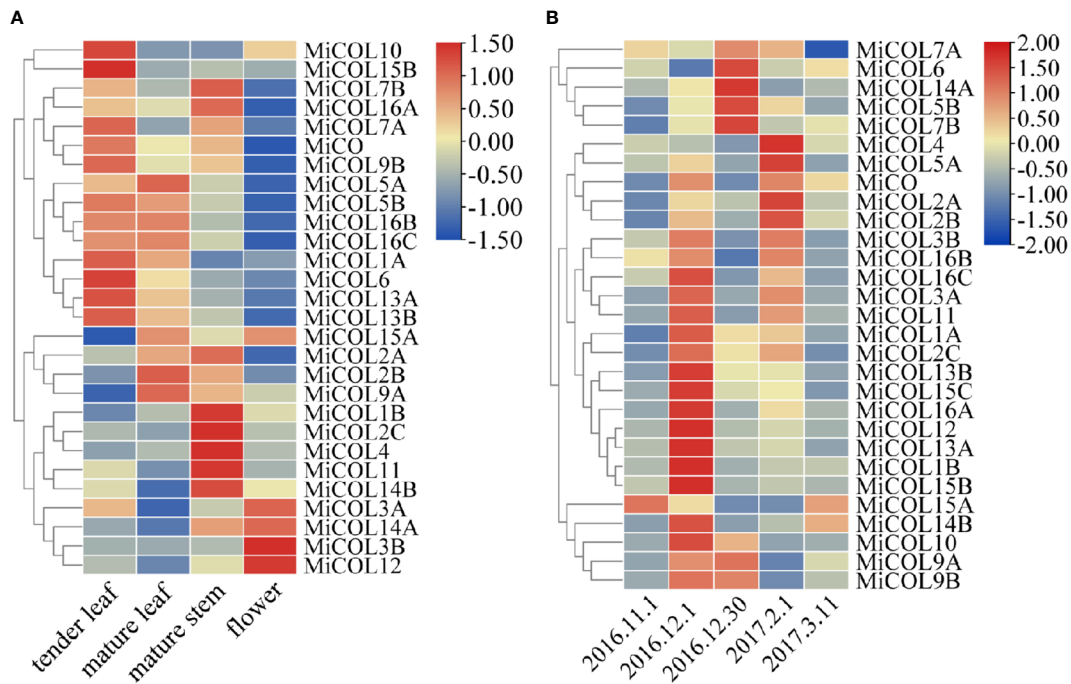 A
MiCOL10
MiCOL15B
MiCOL7B
MiCOL16A
MiCOL7A
MiCO
MiCOL9B
MiCOL5A
MiCOL5B
MiCOL16B
MiCOL16C
MiCOL1A
MiCOL6
MiCOL13A
MiCOL13B
MiCOL15A
MiCOL2A
MiCOL2B
MiCOL9A
MiCOL1B
MiCOL2C
MiCOL4
MiCOL11
MiCOL14B
MiCOL3A
MiCOL14A
MiCOL3B
MiCOL12
tender leaf
mature leaf
mature stem
flower
1.50
1.00
0.50
0.00
-0.50
-1.00
-1.50
B
MiCOL7A
MiCOL6
MiCOL14A
MiCOL5B
MiCOL7B
MiCOL4
MiCOL5A
MiCO
MiCOL2A
MiCOL2B
MiCOL3B
MiCOL16B
MiCOL16C
MiCOL3A
MiCOL11
MiCOL1A
MiCOL2C
MiCOL13B
MiCOL15C
MiCOL16A
MiCOL12
MiCOL13A
MiCOL1B
MiCOL15B
MiCOL15A
MiCOL14B
MiCOL10
MiCOL9A
MiCOL9B
2016.11.1
2016.12.1
2016.12.30
2017.2.1
2017.3.11
2.00
1.50
1.00
0.50
0.00
-0.50
-1.00
-1.50
-2.00